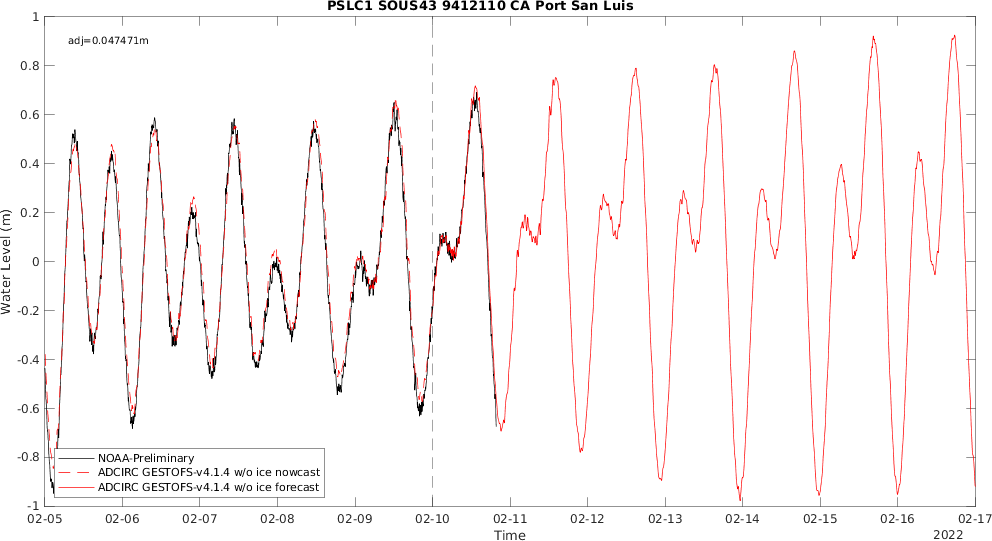 PSLC1 SOUS43 9412110 CA Port San Luis
adj=0.047471m
1
0.8
0.6
0.4
0.2
0
-0.2
-0.4
-0.6
-0.8
-1
Water Level (m)
NOAA-Preliminary
ADCIRC GESTOFS-v4.1.4 w/o ice nowcast
ADCIRC GESTOFS-v4.1.4 w/o ice forecast
02-05 02-06 02-07 02-08 02-09 02-10 02-11 02-12 02-13 02-14 02-15 02-16 02-17
Time
2022